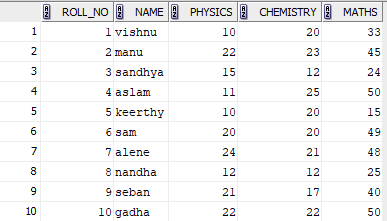 ROLL_NO NAME PHYSICS CHEMISTRY MATHS
1 1 vishnu 10 20 33
2 2 manu 22 23 45
3 3 sandhya 15 12 24
4 4 aslam 11 25 50
5 5 keerthy 10 20 15
6 6 sam 20 20 49
7 7 alene 24 21 48
8 8 nandha 12 12 25
9 9 seban 21 17 40
10 10 gadha 22 22 50